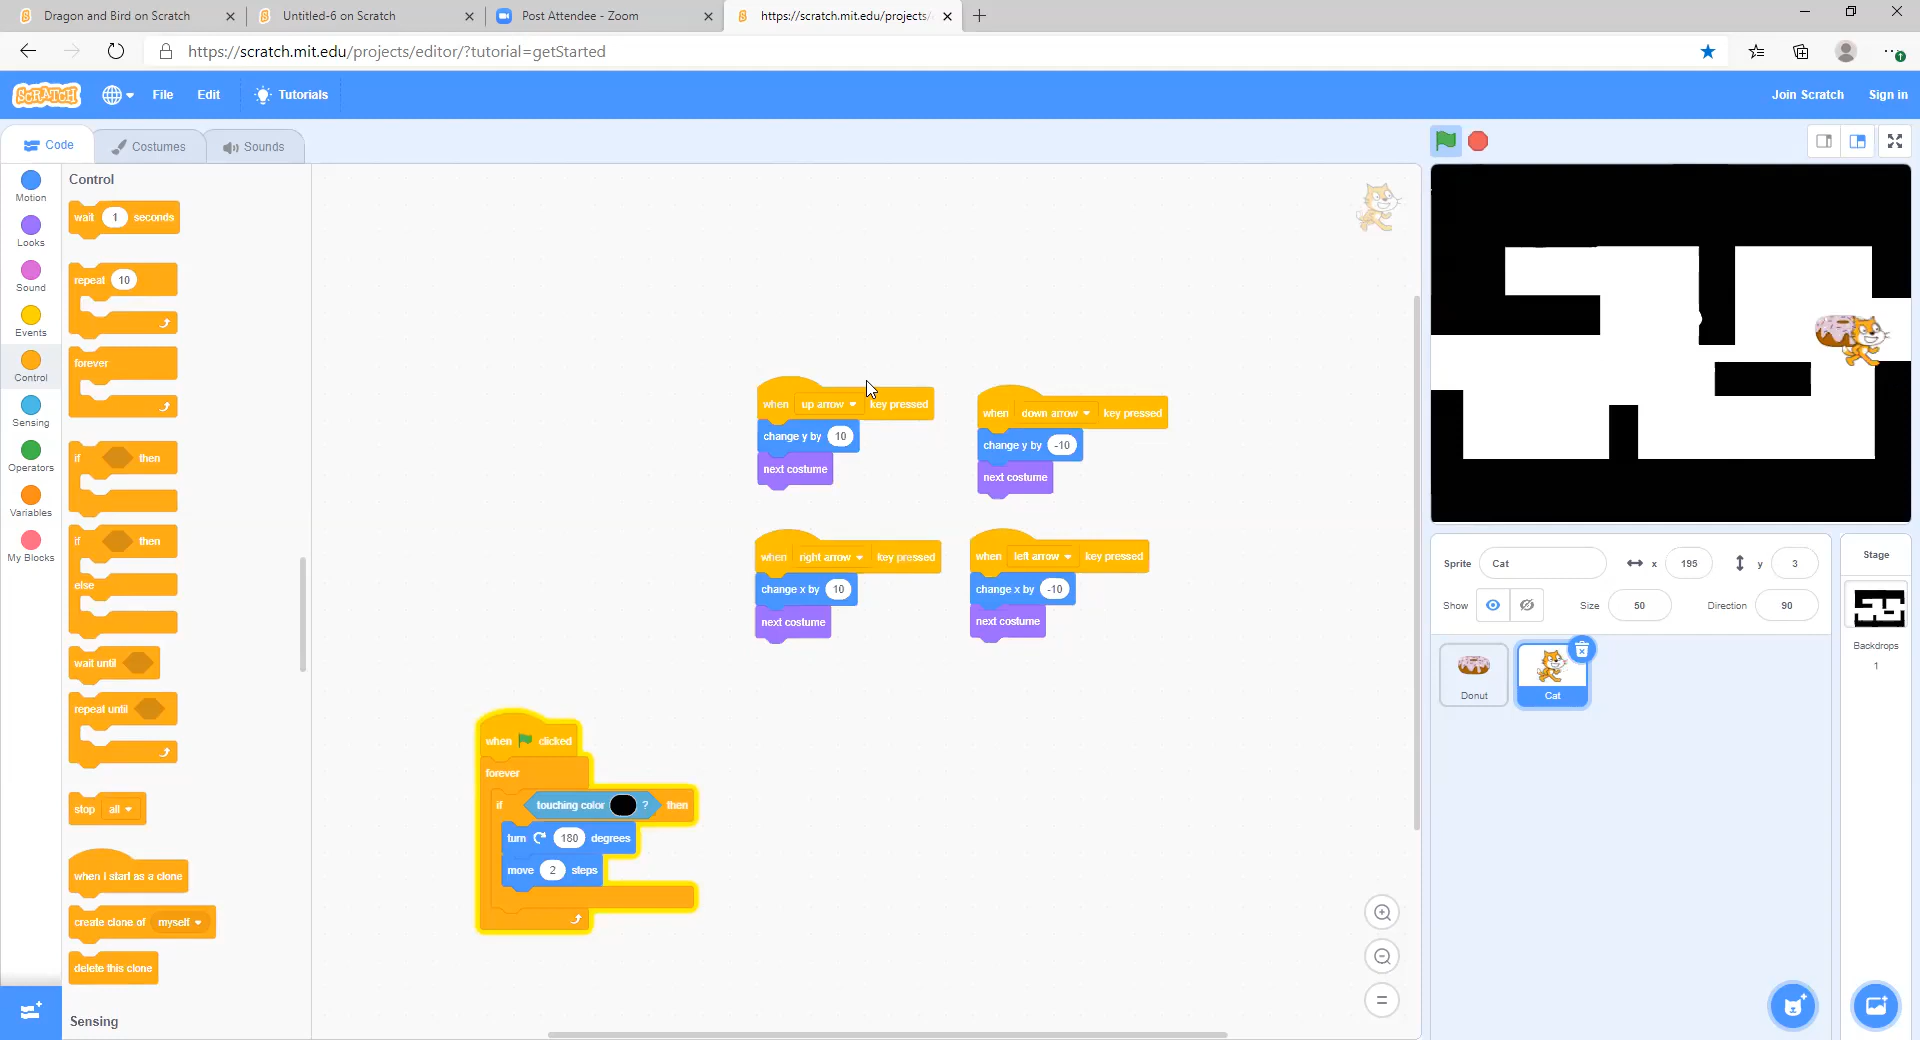 Dragon and Bird on Scratch
Untitled-6 on Scratch
Post Attendee - Zoom
https://scratch.mit.edu/projects/
https://scratch.mit.edu/projects/editor/?tutorial=getStarted
SCRATCH
File
Edit
Tutorials
Join Scratch
Sign in
Code
Costumes
Sounds
Motion
Looks
Sound
Events
Control
Sensing
Operators
Variables
My Blocks
Control
wait 1 seconds
repeat 10
forever
if then
if then
else
wait until
repeat until
stop all
when I start as a clone
create clone of myself
delete this clone
Sensing
when up arrow key pressed
change y by 10
next costume
when down arrow key pressed
change y by -10
next costume
when right arrow key pressed
change x by 10
next costume
when left arrow key pressed
change x by -10
next costume
when clicked
forever
if touching color ? then
turn 180 degrees
move 2 steps
Sprite Cat x 195 y 3
Show Size 50 Direction 90
Donut
Cat
Stage
Backdrops
1